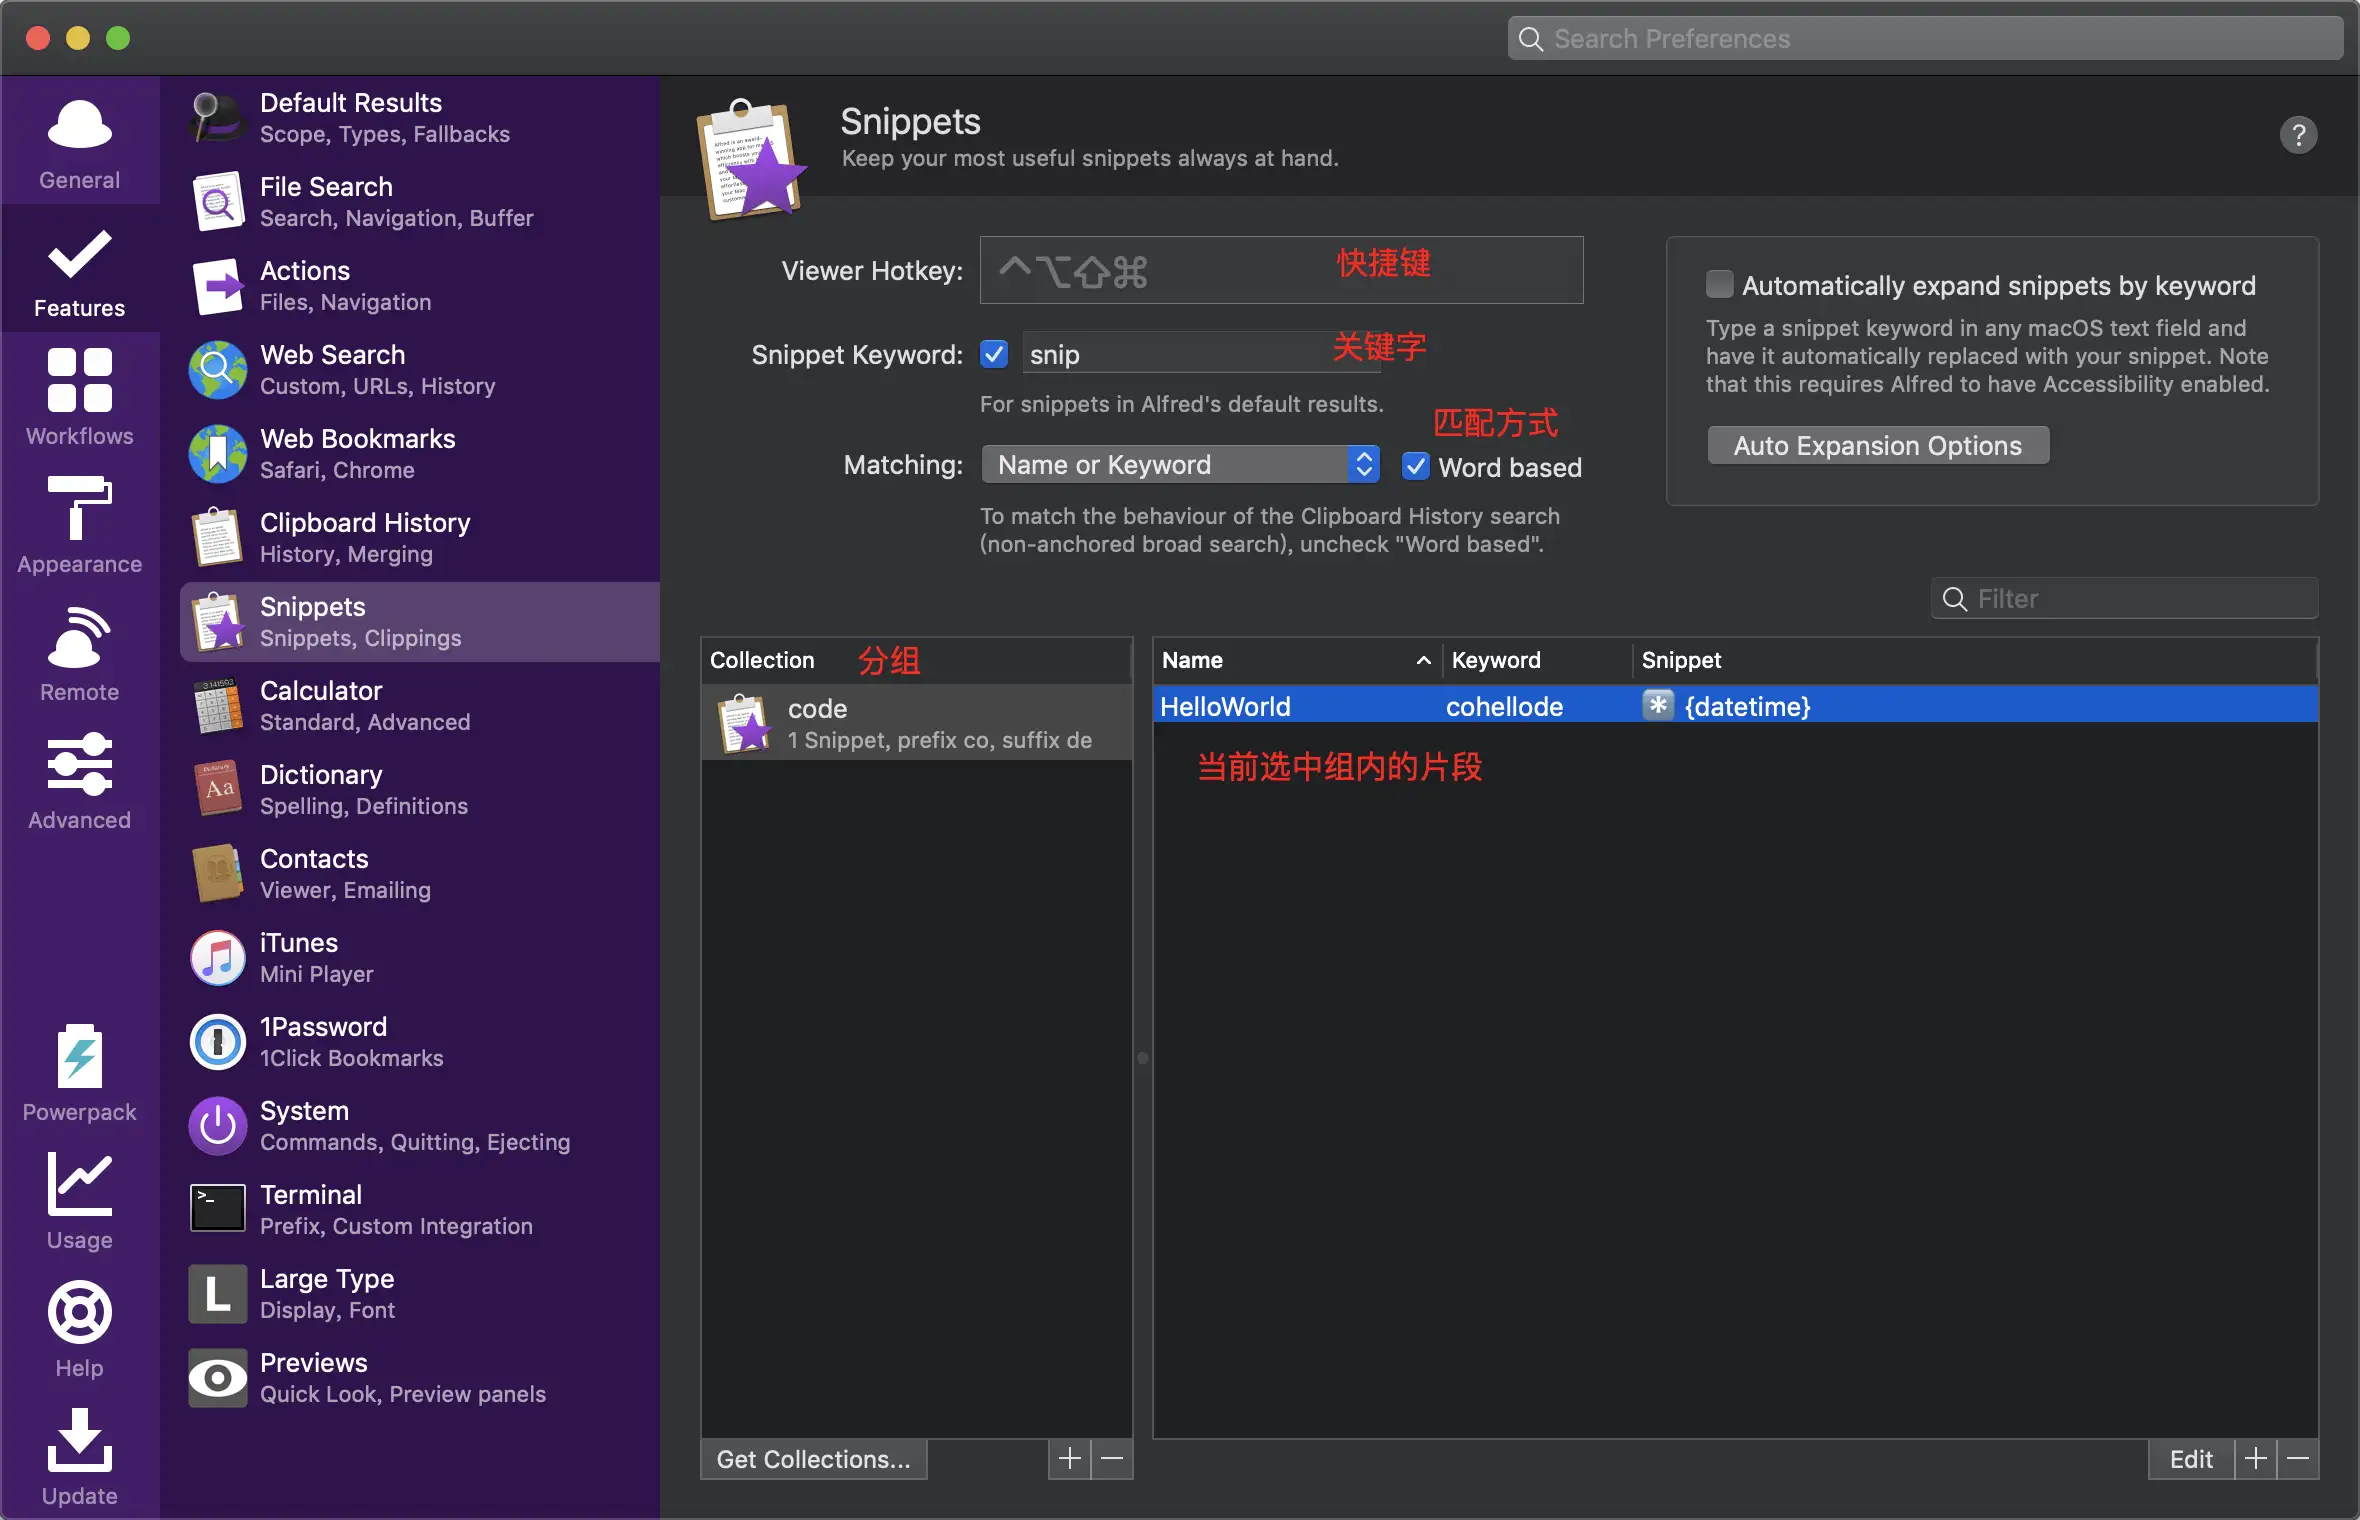 Search Preferences
General
Features
Workflows
Appearance
Remote
Advanced
Powerpack
Usage
Help
Update
Default Results
Scope, Types, Fallbacks
File Search
Search, Navigation, Buffer
Actions
Files, Navigation
Web Search
Custom, URLs, History
Web Bookmarks
Safari, Chrome
Clipboard History
History, Merging
Snippets
Snippets, Clippings
Calculator
Standard, Advanced
Dictionary
Spelling, Definitions
Contacts
Viewer, Emailing
iTunes
Mini Player
1Password
1Click Bookmarks
System
Commands, Quitting, Ejecting
Terminal
Prefix, Custom Integration
Large Type
Display, Font
Previews
Quick Look, Preview panels
Snippets
Keep your most useful snippets always at hand.
?
Viewer Hotkey: ^⌥⇧⌘ 快捷键
Snippet Keyword: snip 关键字
For snippets in Alfred's default results.
匹配方式
Matching: Name or Keyword Word based
To match the behaviour of the Clipboard History search
(non-anchored broad search), uncheck "Word based".
Automatically expand snippets by keyword
Type a snippet keyword in any macOS text field and
have it automatically replaced with your snippet. Note
that this requires Alfred to have Accessibility enabled.
Auto Expansion Options
Filter
Collection 分组
code
1 Snippet, prefix co, suffix de
Name Keyword Snippet
HelloWorld cohellode * {datetime}
当前选中组内的片段
Get Collections... + −
Edit + −